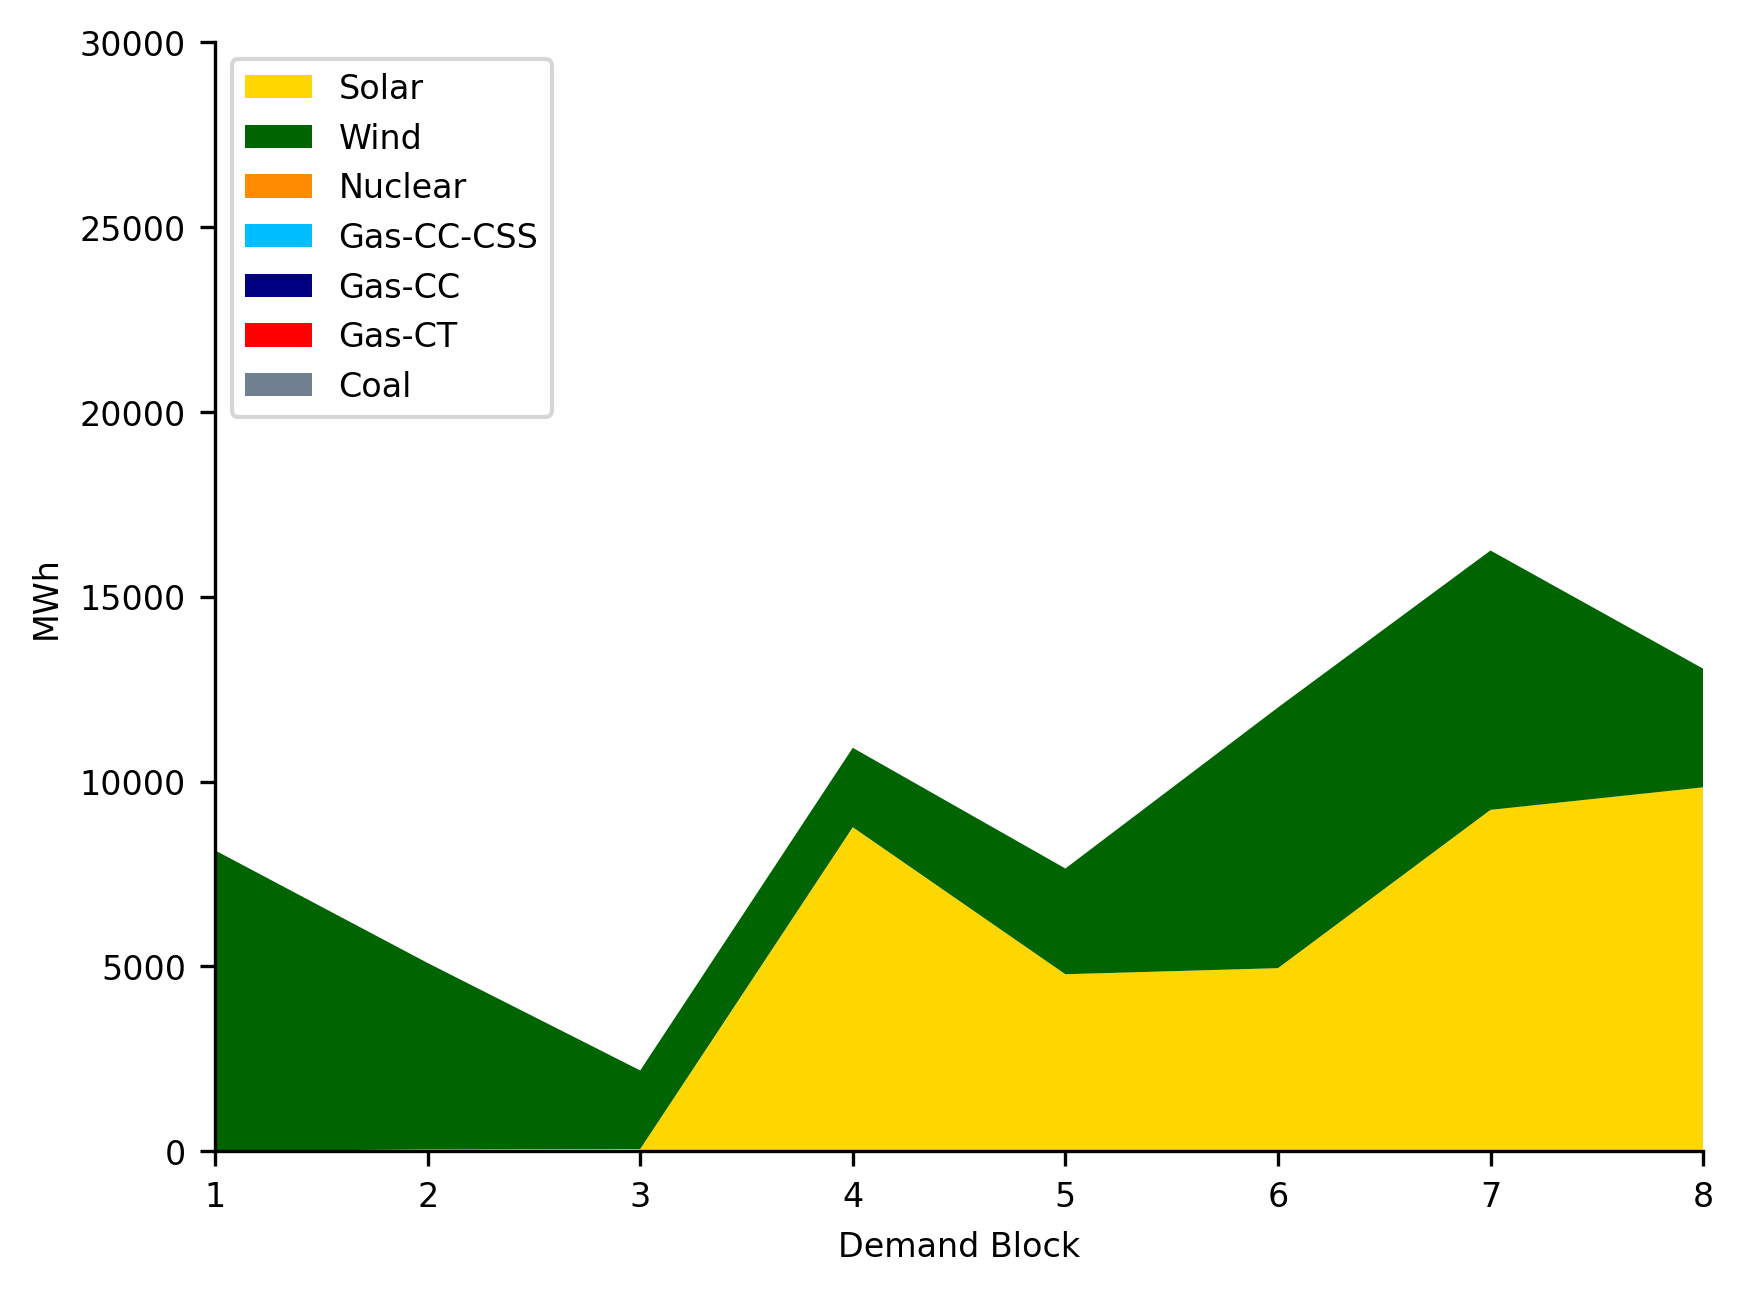 30000
25000
20000
15000
10000
5000
0
MWh
Solar
Wind
Nuclear
Gas-CC-CSS
Gas-CC
Gas-CT
Coal
1 2 3 4 5 6 7 8
Demand Block